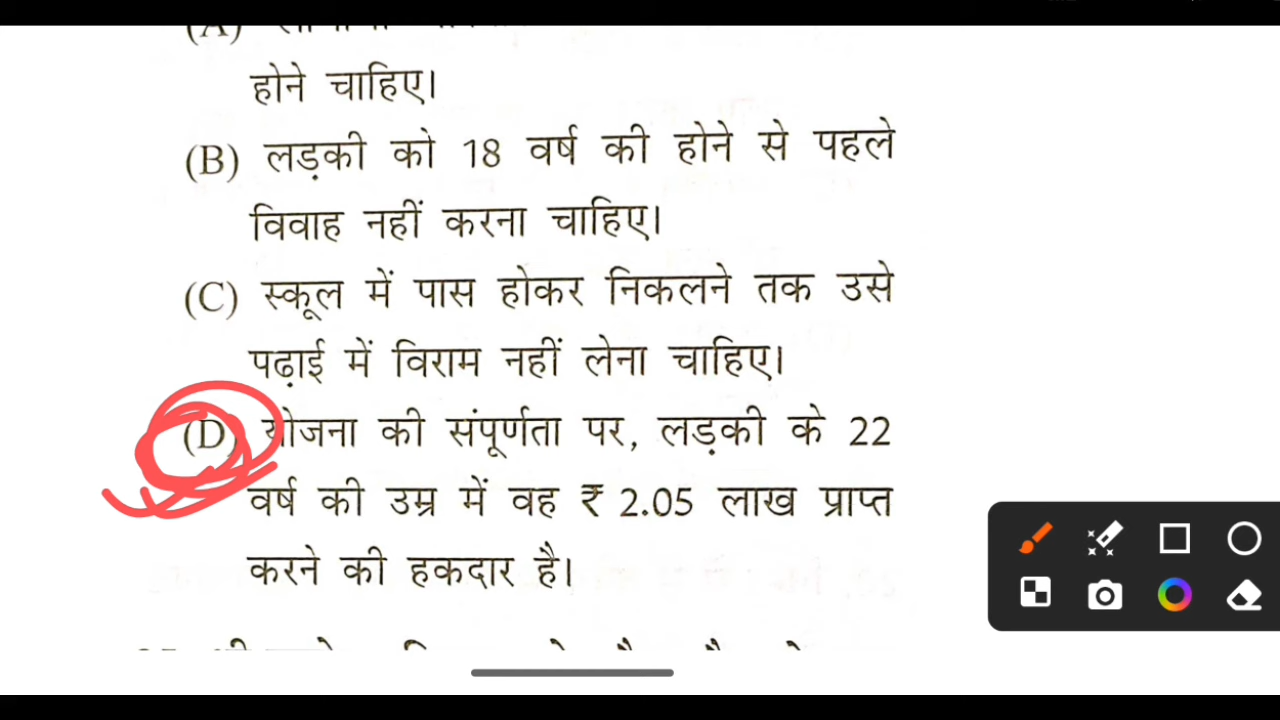 (A)
होने चाहिए।
(B) लड़की को 18 वर्ष की होने से पहले
विवाह नहीं करना चाहिए।
(C) स्कूल में पास होकर निकलने तक उसे
पढ़ाई में विराम नहीं लेना चाहिए।
(D) योजना की संपूर्णता पर, लड़की के 22
वर्ष की उम्र में वह ₹ 2.05 लाख प्राप्त
करने की हकदार है।